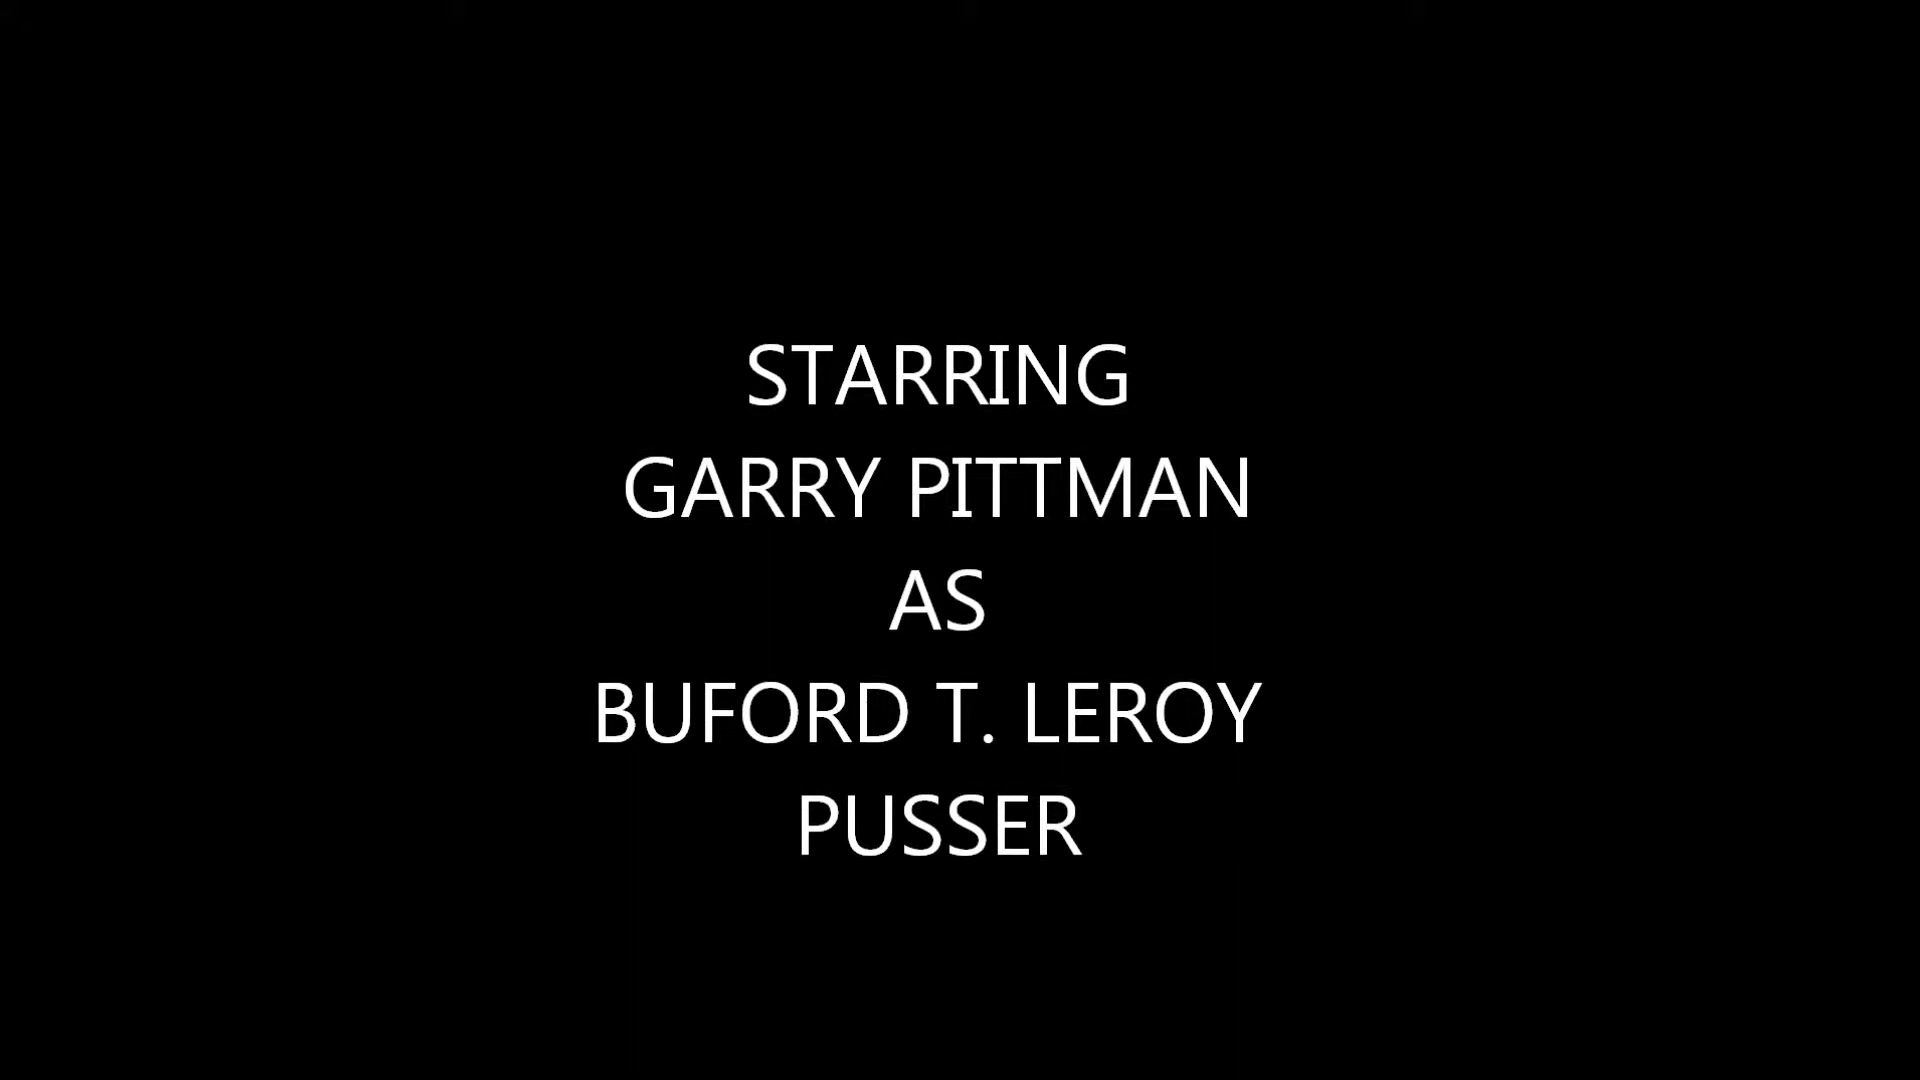 STARRING
GARRY PITTMAN
AS
BUFORD T. LEROY
PUSSER